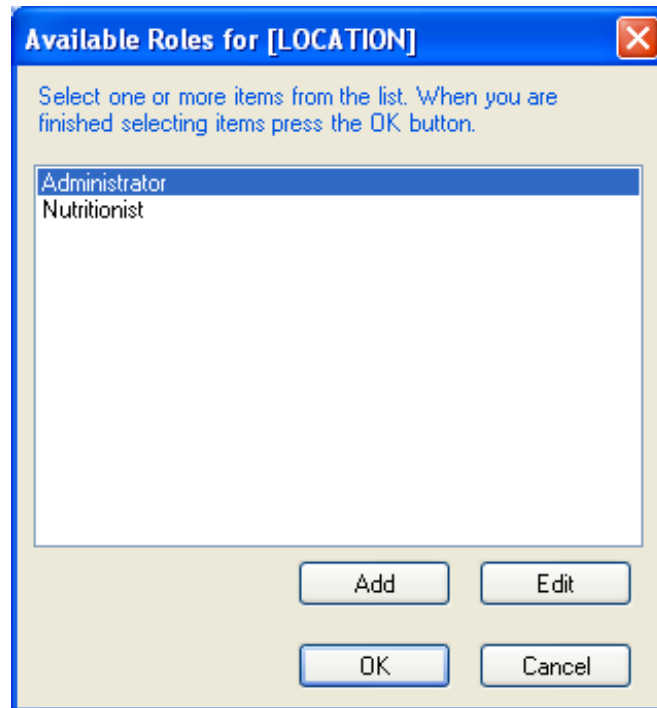 Available Roles for [LOCATION]
Select one or more items from the list. When you are
finished selecting items press the OK button.
Administrator
Nutritionist
Add Edit
OK Cancel